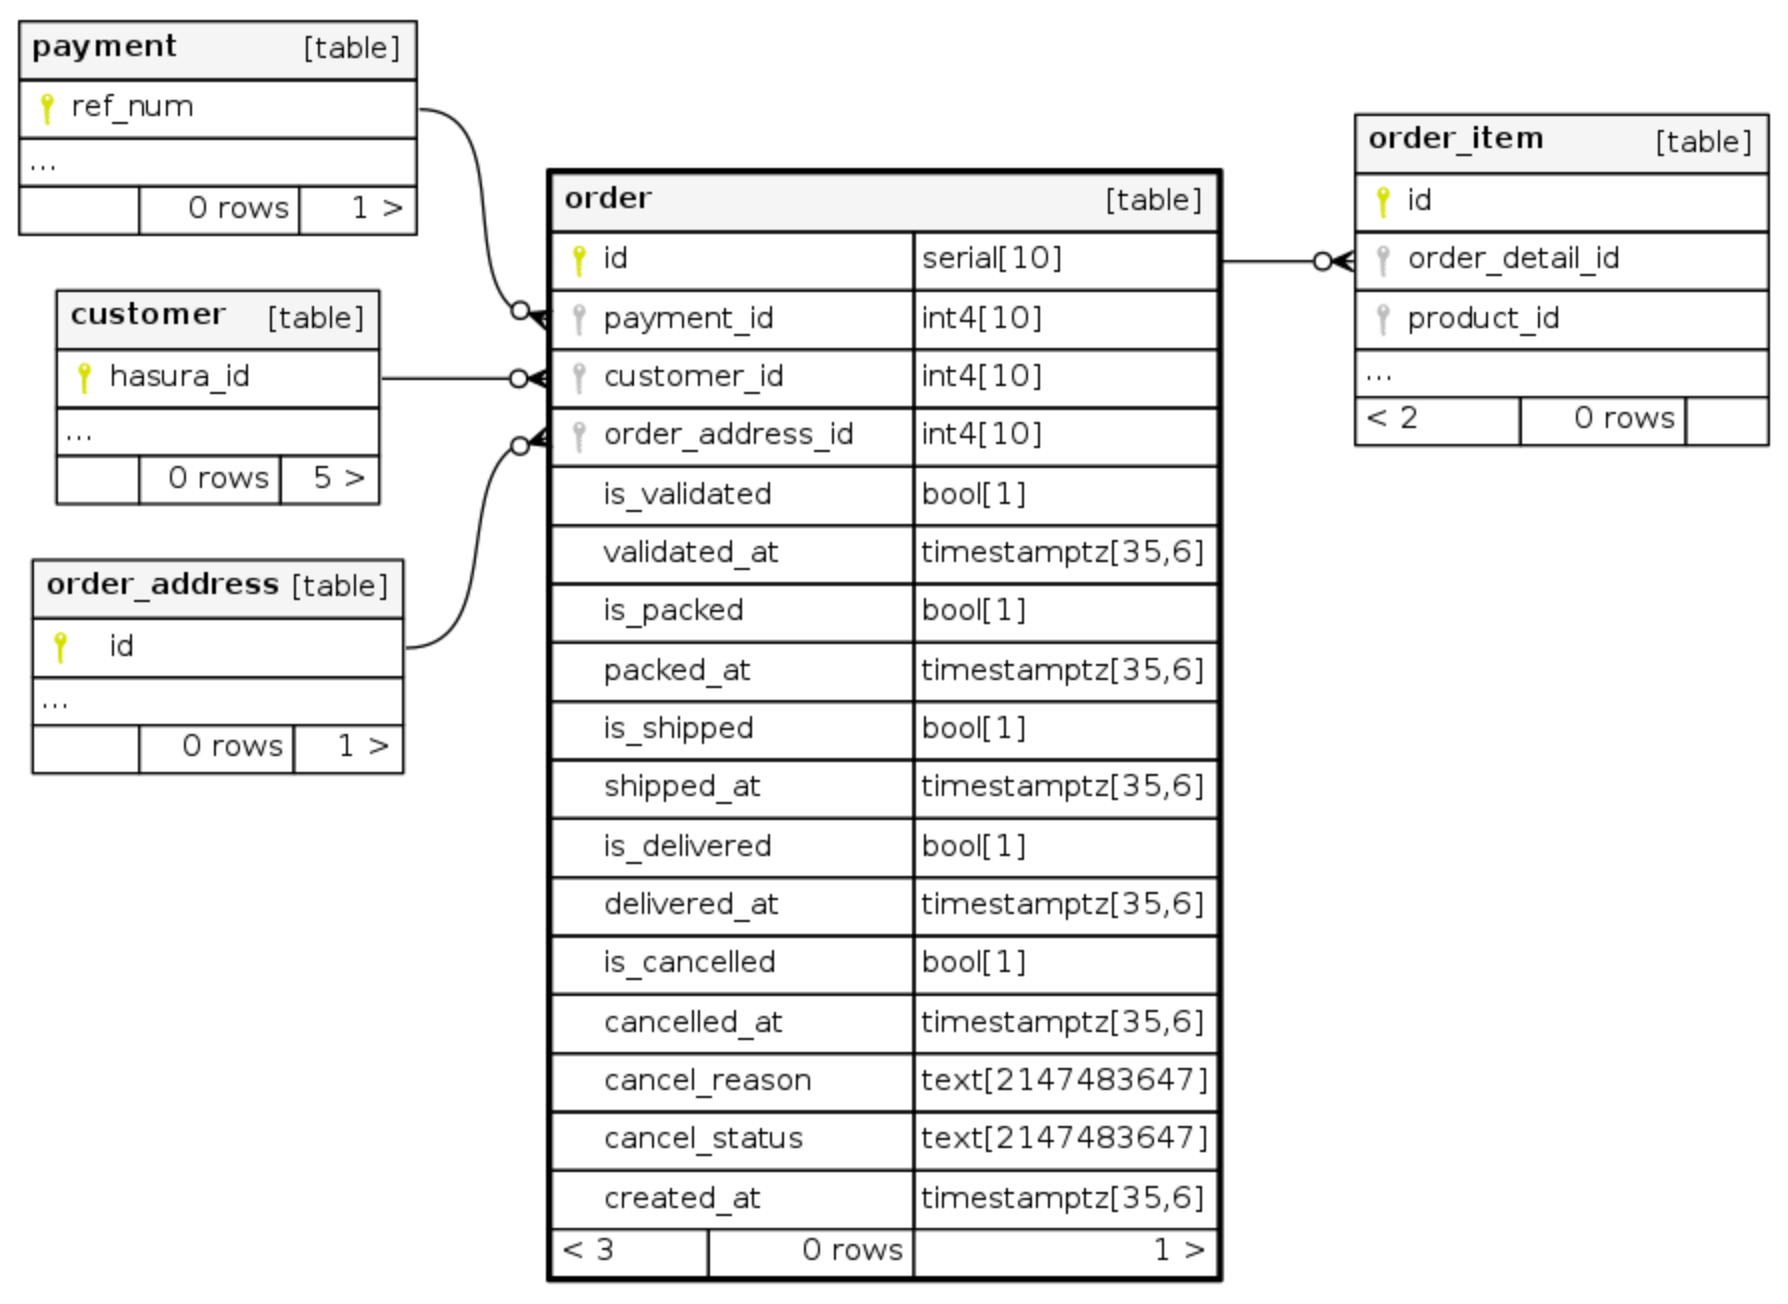 payment [table]
ref_num
...
0 rows 1 >
customer [table]
hasura_id
...
0 rows 5 >
order_address [table]
id
...
0 rows 1 >
order [table]
id serial[10]
payment_id int4[10]
customer_id int4[10]
order_address_id int4[10]
is_validated bool[1]
validated_at timestamptz[35,6]
is_packed bool[1]
packed_at timestamptz[35,6]
is_shipped bool[1]
shipped_at timestamptz[35,6]
is_delivered bool[1]
delivered_at timestamptz[35,6]
is_cancelled bool[1]
cancelled_at timestamptz[35,6]
cancel_reason text[2147483647]
cancel_status text[2147483647]
created_at timestamptz[35,6]
< 3 0 rows 1 >
order_item [table]
id
order_detail_id
product_id
...
< 2 0 rows